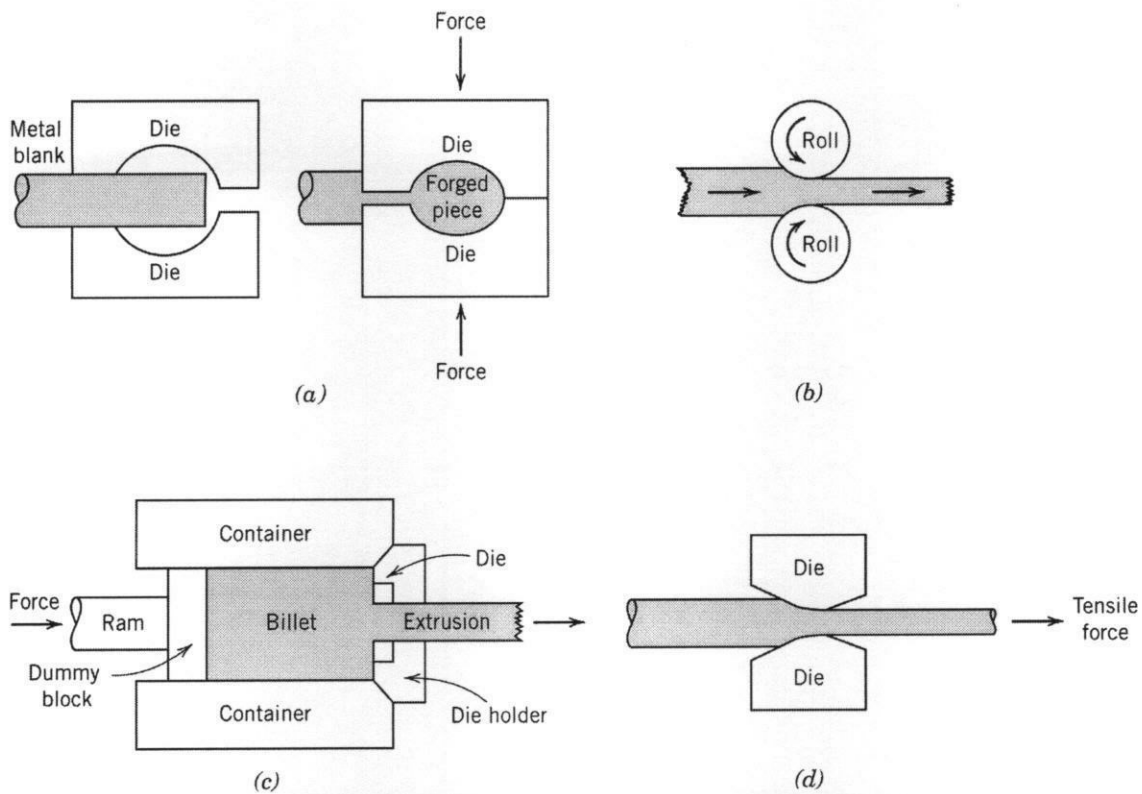 Force
Metal
blank
Die
Die
Die
Forged
piece
Die
Force
(a)
Roll
Roll
(b)
Container
Die
Force
Ram
Billet
Extrusion
Dummy
block
Container
Die holder
(c)
Die
Tensile
force
Die
(d)